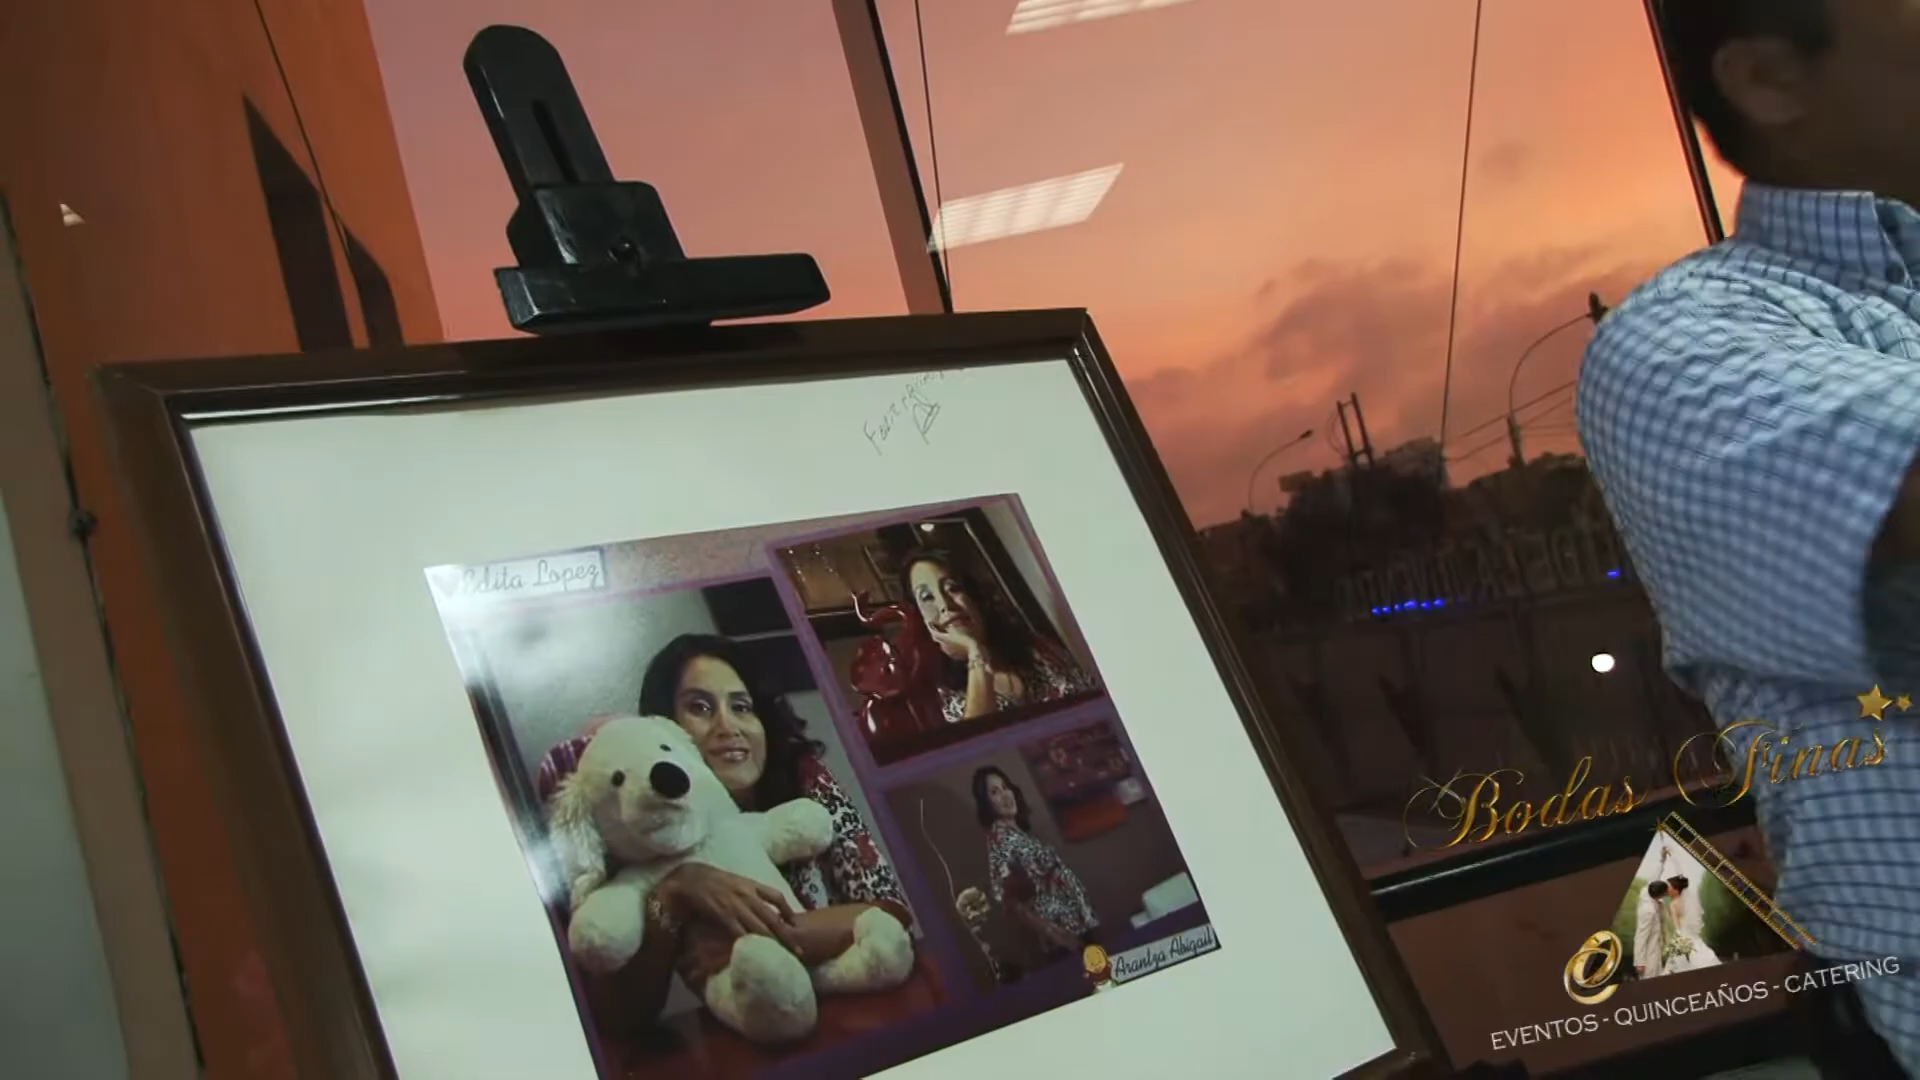 Edita Lopez
Arantza Abigail
Bodas Finas
EVENTOS - QUINCEAÑOS - CATERING